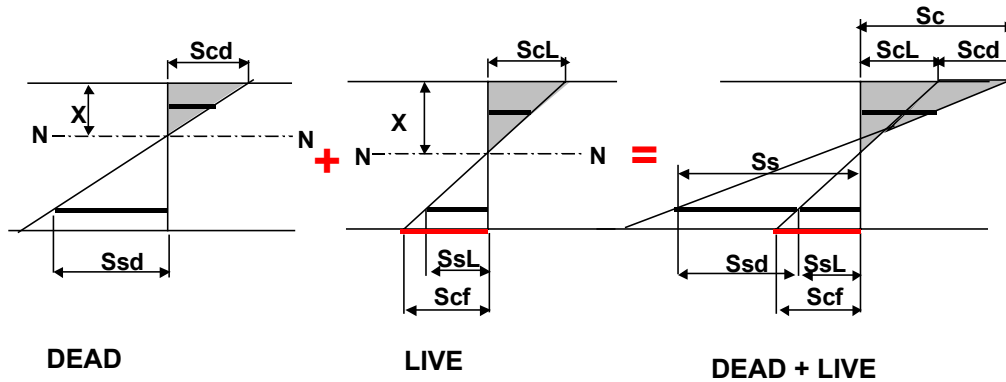 Scd
X
N N
Ssd
DEAD
+
ScL
X
N N
SsL
Scf
LIVE
=
Sc
ScL Scd
Ss
Ssd SsL
Scf
DEAD + LIVE